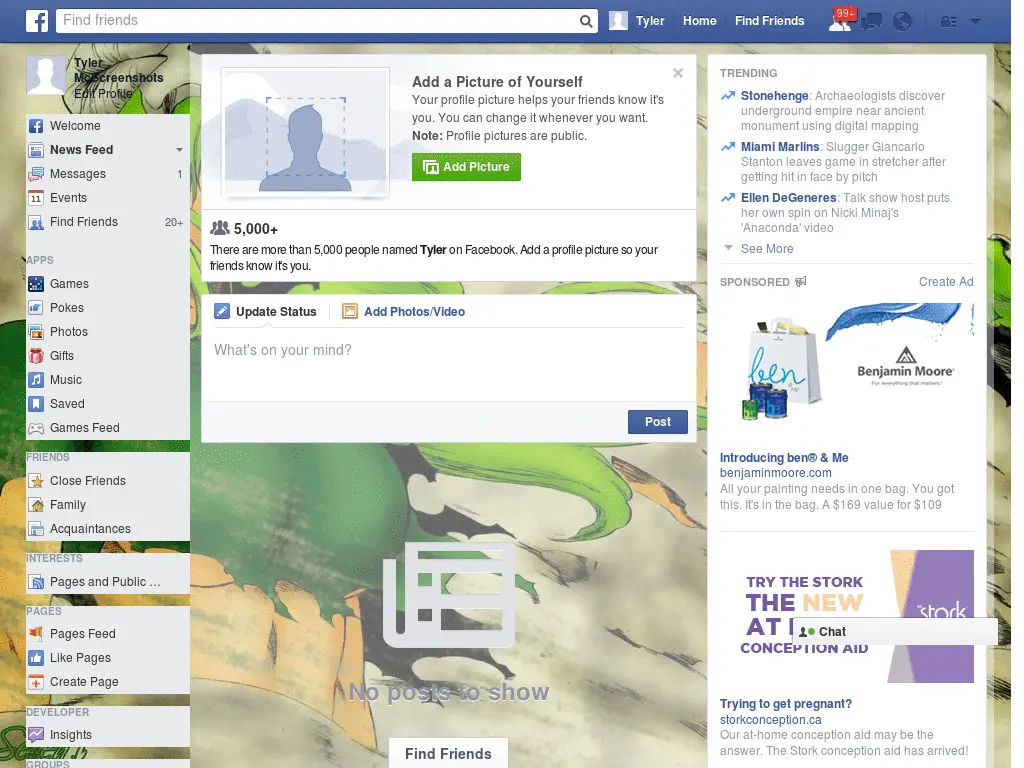 Find friends
Tyler
Home
Find Friends
99+
Tyler
McScreenshots
Edit Profile
Welcome
News Feed
Messages 1
11 Events
Find Friends 20+
APPS
Games
Pokes
Photos
Gifts
Music
Saved
Games Feed
FRIENDS
Close Friends
Family
Acquaintances
INTERESTS
Pages and Public ...
PAGES
Pages Feed
Like Pages
Create Page
DEVELOPER
Insights
GROUPS
Add a Picture of Yourself
Your profile picture helps your friends know it's
you. You can change it whenever you want.
Note: Profile pictures are public.
Add Picture
5,000+
There are more than 5,000 people named Tyler on Facebook. Add a profile picture so your
friends know it's you.
Update Status
Add Photos/Video
What's on your mind?
Post
No posts to show
Find Friends
TRENDING
Stonehenge: Archaeologists discover
underground empire near ancient
monument using digital mapping
Miami Marlins: Slugger Giancarlo
Stanton leaves game in stretcher after
getting hit in face by pitch
Ellen DeGeneres: Talk show host puts
her own spin on Nicki Minaj's
'Anaconda' video
See More
SPONSORED
Create Ad
ben
& ME
Benjamin Moore
For everything that matters.
Introducing ben® & Me
benjaminmoore.com
All your painting needs in one bag. You got
this. It's in the bag. A $169 value for $109
TRY THE STORK
THE NEW
AT
CONCEPTION AID
stork
Chat
Trying to get pregnant?
storkconception.ca
Our at-home conception aid may be the
answer. The Stork conception aid has arrived!